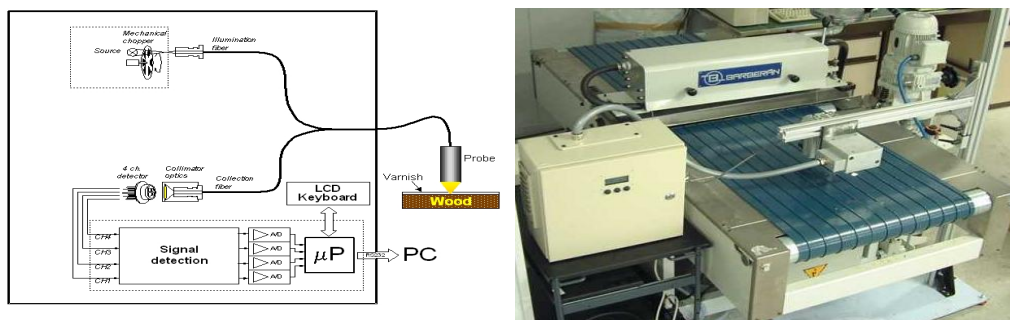 Mechanical
chopper
Source
Illumination
fiber
4 ch.
detector
Collimator
optics
Collection
fiber
Probe
Varnish
Wood
LCD
Keyboard
CH4
CH3
CH2
CH1
Signal
detection
A/D
A/D
A/D
A/D
µP
RS232
PC
BARBERÁN